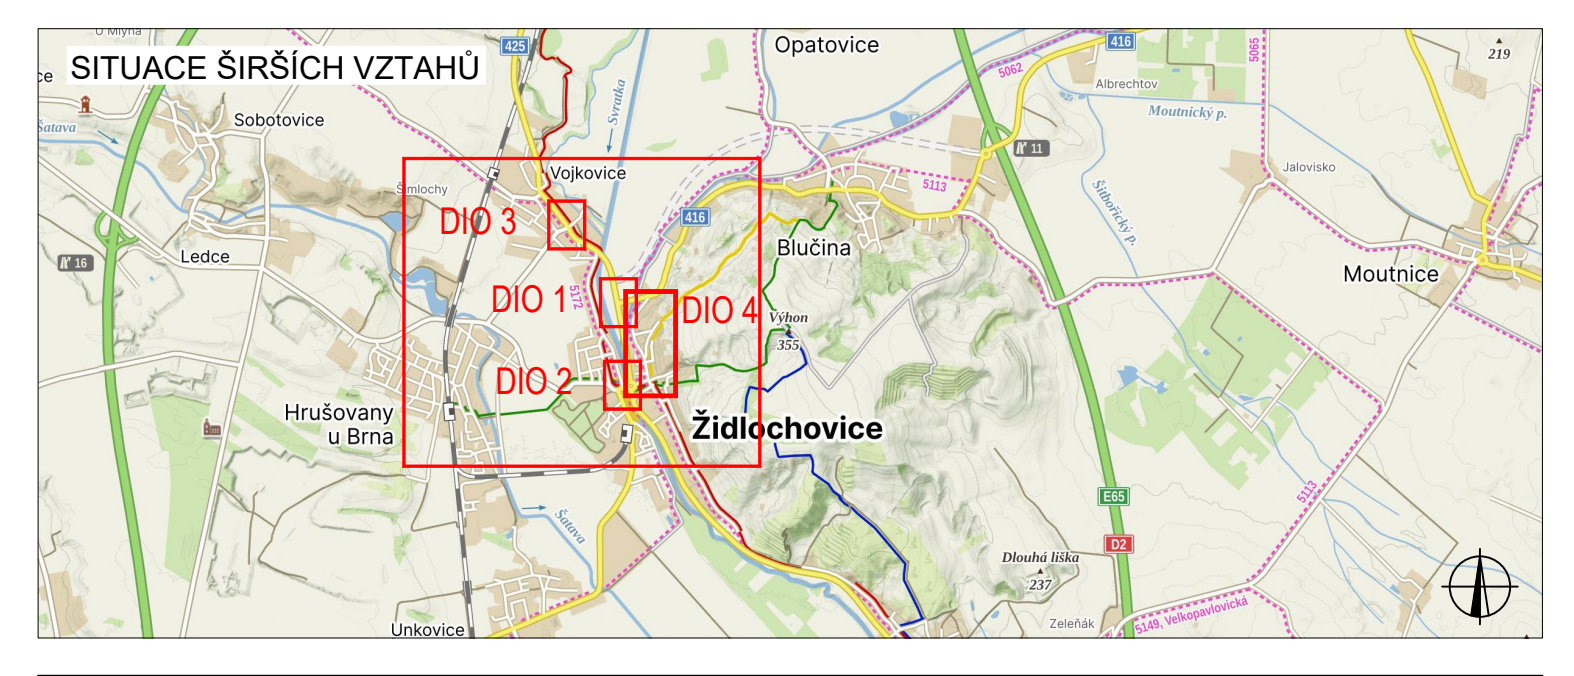 U Mlýna
425
Opatovice
416
5065
219
SITUACE ŠIRŠÍCH VZTAHŮ
5062
Albrechtov
Svratka
Moutnický p.
Sobotovice
Šatava
11
Vojkovice
Jalovisko
Šimlochy
5113
DIO 3
416
Šitbořický p.
Blučina
Ledce
16
Moutnice
5172
DIO 1
DIO 4
Výhon
355
DIO 2
Hrušovany
u Brna
Židlochovice
E65
5113
Šatava
D2
Dlouhá liška
237
5149, Velkopavlovická
Zeleňák
Unkovice